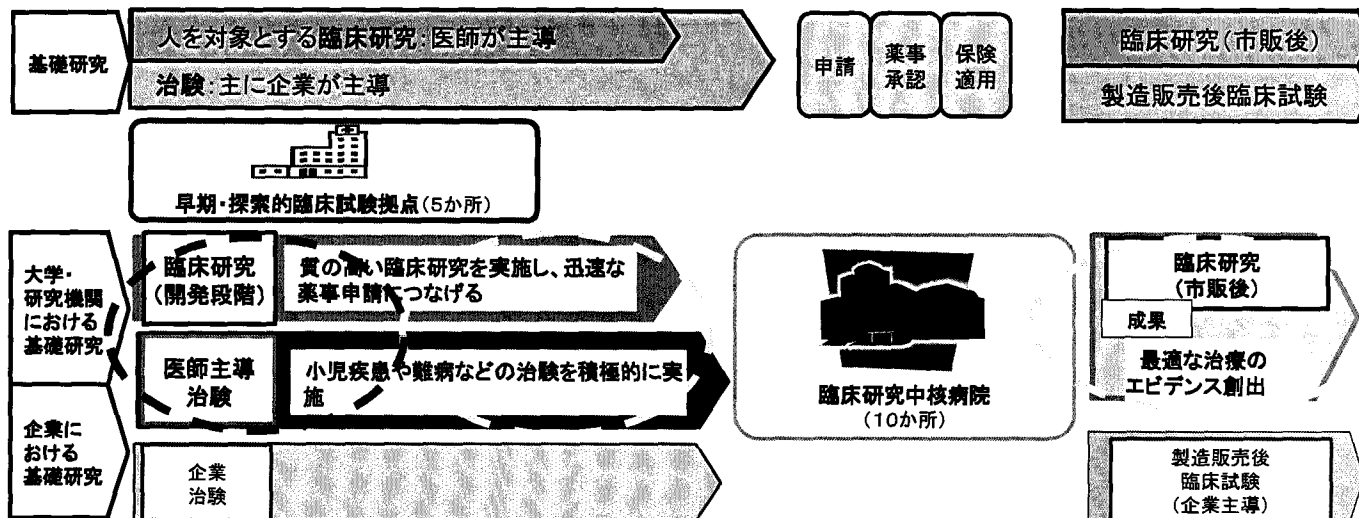 基礎研究
人を対象とする臨床研究:医師が主導
治験:主に企業が主導
申請
薬事
承認
保険
適用
臨床研究(市販後)
製造販売後臨床試験
早期・探索的臨床試験拠点(5か所)
大学・
研究機関
における
基礎研究
臨床研究
(開発段階)
質の高い臨床研究を実施し、迅速な
薬事申請につなげる
医師主導
治験
小児疾患や難病などの治験を積極的に実
施
臨床研究中核病院
(10か所)
臨床研究
(市販後)
成果
最適な治療の
エビデンス創出
企業に
おける
基礎研究
企業
治験
製造販売後
臨床試験
(企業主導)